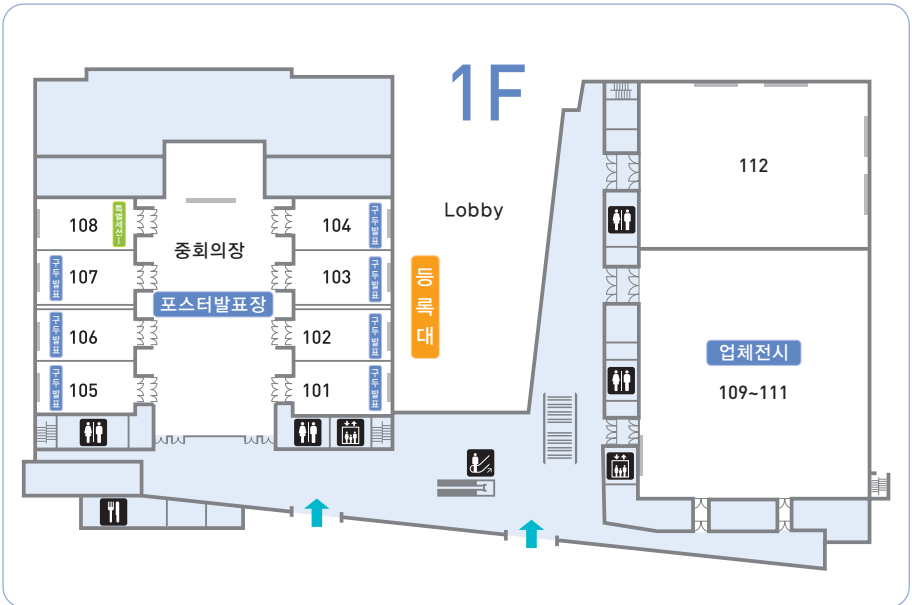 1F
112
Lobby
108
특별세션I
104
구두발표
중회의장
구두발표
107
103
구두발표
등록대
포스터발표장
구두발표
106
102
구두발표
업체전시
구두발표
105
101
구두발표
109~111